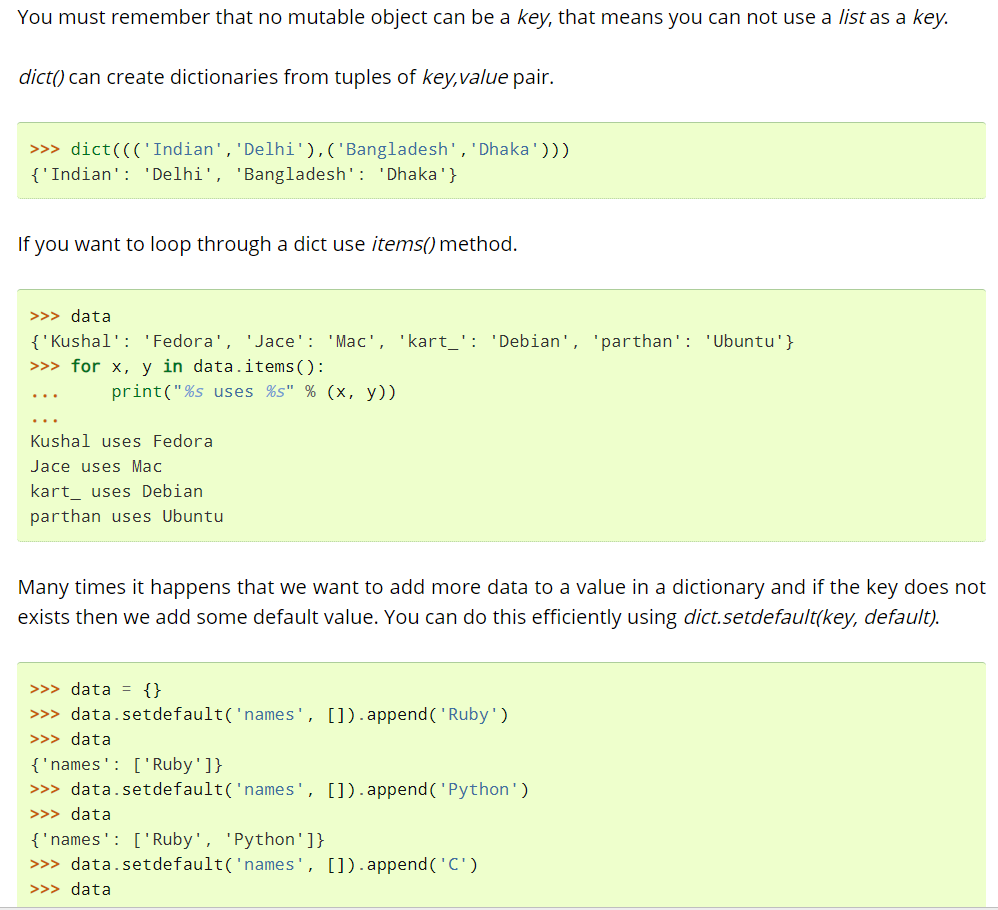 You must remember that no mutable object can be a key, that means you can not use a list as a key.
dict() can create dictionaries from tuples of key,value pair.
>>> dict((('Indian','Delhi'),('Bangladesh','Dhaka')))
{'Indian': 'Delhi', 'Bangladesh': 'Dhaka'}
If you want to loop through a dict use items() method.
>>> data
{'Kushal': 'Fedora', 'Jace': 'Mac', 'kart_': 'Debian', 'parthan': 'Ubuntu'}
>>> for x, y in data.items():
...     print("%s uses %s" % (x, y))
...
Kushal uses Fedora
Jace uses Mac
kart_ uses Debian
parthan uses Ubuntu
Many times it happens that we want to add more data to a value in a dictionary and if the key does not
exists then we add some default value. You can do this efficiently using dict.setdefault(key, default).
>>> data = {}
>>> data.setdefault('names', []).append('Ruby')
>>> data
{'names': ['Ruby']}
>>> data.setdefault('names', []).append('Python')
>>> data
{'names': ['Ruby', 'Python']}
>>> data.setdefault('names', []).append('C')
>>> data